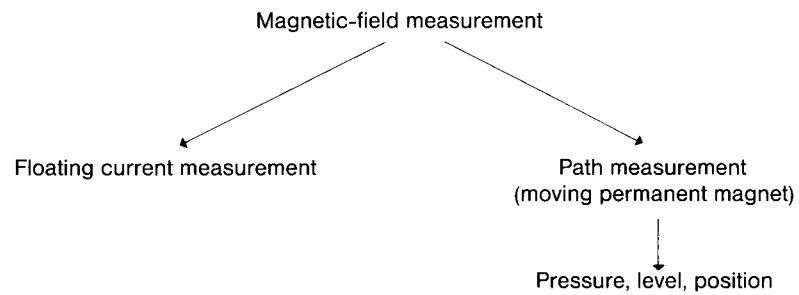 Magnetic-field measurement
Floating current measurement
Path measurement
(moving permanent magnet)
Pressure, level, position